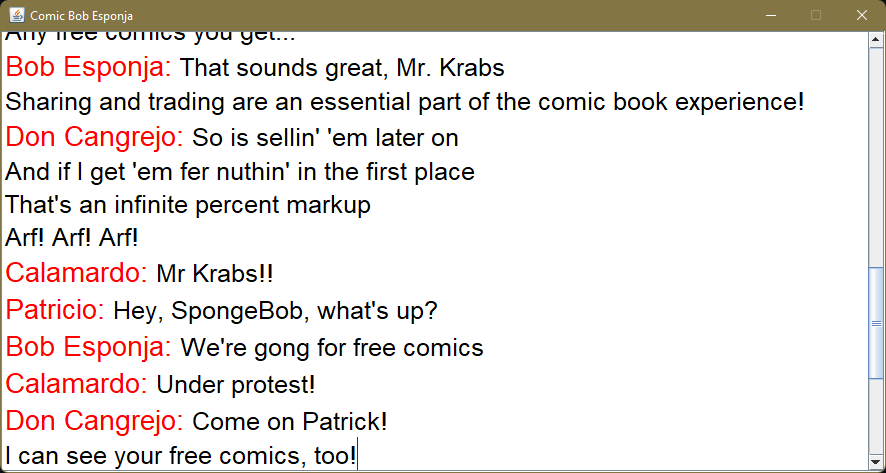 Comic Bob Esponja
Any free comics you get...
Bob Esponja: That sounds great, Mr. Krabs
Sharing and trading are an essential part of the comic book experience!
Don Cangrejo: So is sellin' 'em later on
And if I get 'em fer nuthin' in the first place
That's an infinite percent markup
Arf! Arf! Arf!
Calamardo: Mr Krabs!!
Patricio: Hey, SpongeBob, what's up?
Bob Esponja: We're gong for free comics
Calamardo: Under protest!
Don Cangrejo: Come on Patrick!
I can see your free comics, too!